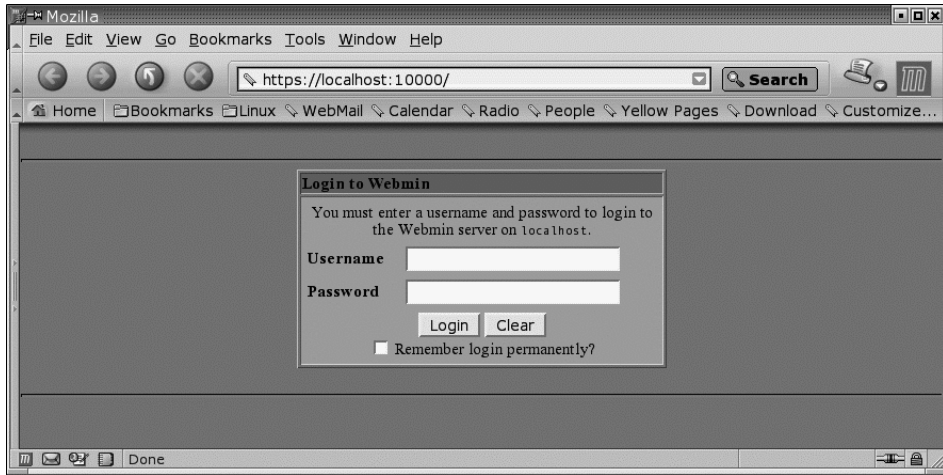 Mozilla
File Edit View Go Bookmarks Tools Window Help
https://localhost:10000/ Search
Home Bookmarks Linux WebMail Calendar Radio People Yellow Pages Download Customize...
Login to Webmin
You must enter a username and password to login to
the Webmin server on localhost.
Username
Password
Login Clear
Remember login permanently?
Done